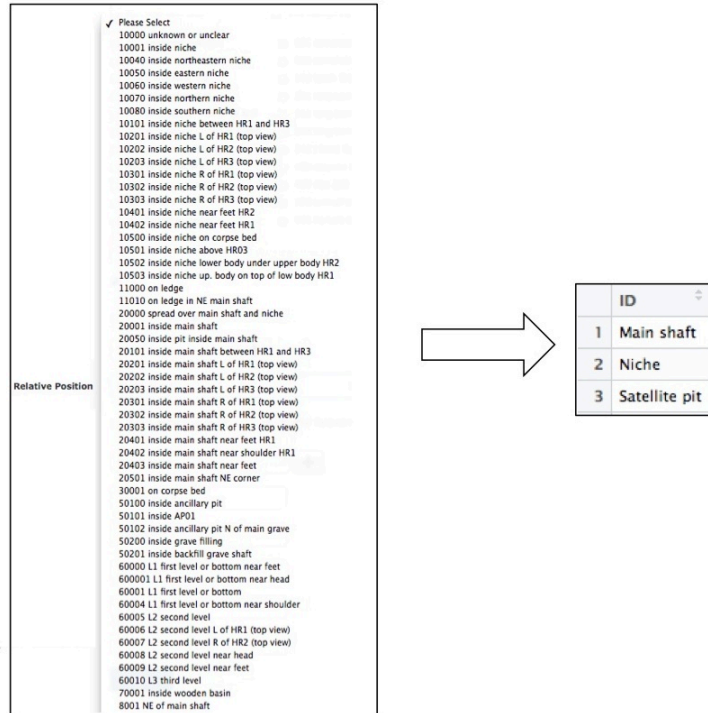 ✓ Please Select
10000 unknown or unclear
10001 inside niche
10040 inside northeastern niche
10050 inside eastern niche
10060 inside western niche
10070 inside northern niche
10080 inside southern niche
10101 inside niche between HR1 and HR3
10201 inside niche L of HR1 (top view)
10202 inside niche L of HR2 (top view)
10203 inside niche L of HR3 (top view)
10301 inside niche R of HR1 (top view)
10302 inside niche R of HR2 (top view)
10303 inside niche R of HR3 (top view)
10401 inside niche near feet HR2
10402 inside niche near feet HR1
10500 inside niche on corpse bed
10501 inside niche above HR03
10502 inside niche lower body under upper body HR2
10503 inside niche up. body on top of low body HR1
11000 on ledge
11010 on ledge in NE main shaft
20000 spread over main shaft and niche
20001 inside main shaft
20050 inside pit inside main shaft
20101 inside main shaft between HR1 and HR3
20201 inside main shaft L of HR1 (top view)
20202 inside main shaft L of HR2 (top view)
Relative Position
20203 inside main shaft L of HR3 (top view)
20301 inside main shaft R of HR1 (top view)
20302 inside main shaft R of HR2 (top view)
20303 inside main shaft R of HR3 (top view)
20401 inside main shaft near feet HR1
20402 inside main shaft near shoulder HR1
20403 inside main shaft near feet
20501 inside main shaft NE corner
30001 on corpse bed
50100 inside ancillary pit
50101 inside AP01
50102 inside ancillary pit N of main grave
50200 inside grave filling
50201 inside backfill grave shaft
60000 L1 first level or bottom near feet
600001 L1 first level or bottom near head
60001 L1 first level or bottom
60004 L1 first level or bottom near shoulder
60005 L2 second level
60006 L2 second level L of HR1 (top view)
60007 L2 second level R of HR2 (top view)
60008 L2 second level near head
60009 L2 second level near feet
60010 L3 third level
70001 inside wooden basin
8001 NE of main shaft
ID
1 Main shaft
2 Niche
3 Satellite pit